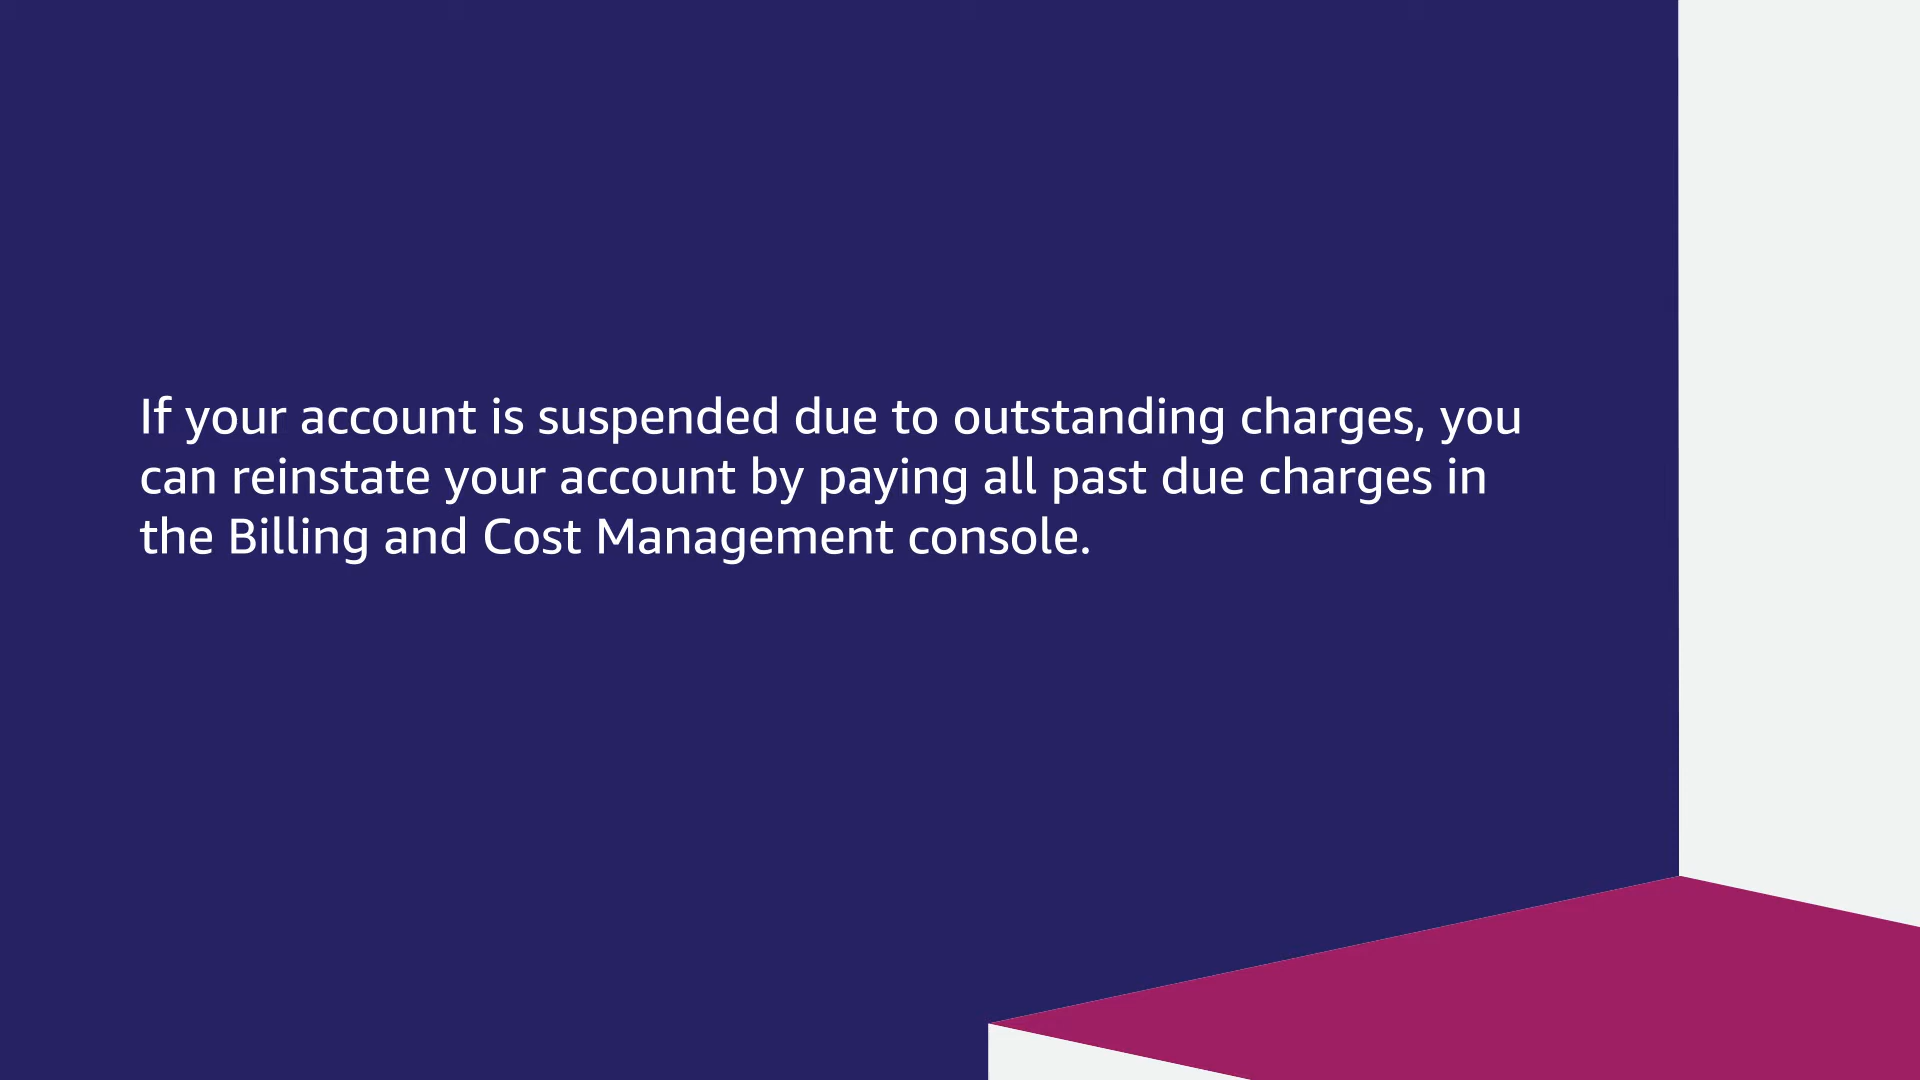 If your account is suspended due to outstanding charges, you
can reinstate your account by paying all past due charges in
the Billing and Cost Management console.